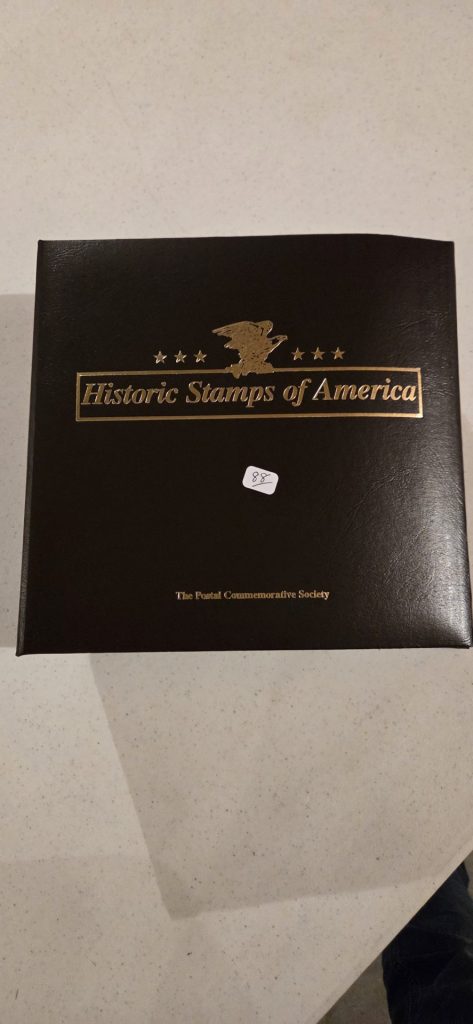 Historic Stamps of America
88
The Postal Commemorative Society